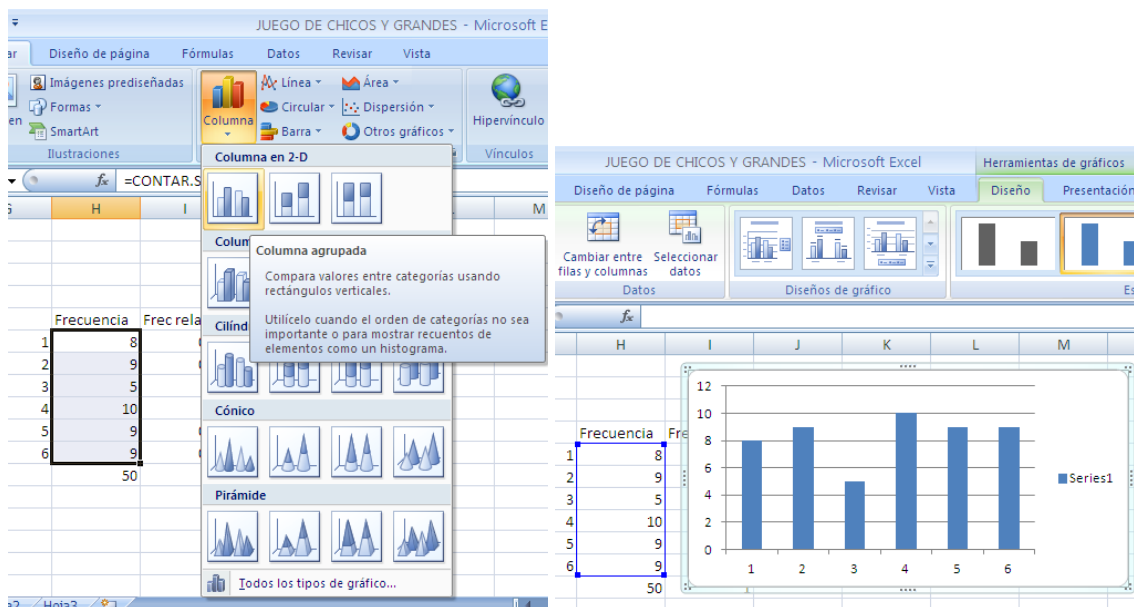 JUEGO DE CHICOS Y GRANDES - Microsoft E
ar Diseño de página Fórmulas Datos Revisar Vista
Imágenes prediseñadas
Formas
SmartArt
en
Ilustraciones
Columna
Línea
Circular
Barra
Área
Dispersión
Otros gráficos
Hipervínculo
Vínculos
fx =CONTAR.S
H I M
Columna en 2-D
Colum
Columna agrupada
Compara valores entre categorías usando
rectángulos verticales.
Utilícelo cuando el orden de categorías no sea
importante o para mostrar recuentos de
elementos como un histograma.
Cilínd
Cónico
Pirámide
Todos los tipos de gráfico...
Frecuencia Frec rela
1 8
2 9
3 5
4 10
5 9
6 9
50
Hoja3
JUEGO DE CHICOS Y GRANDES - Microsoft Excel
Herramientas de gráficos
Diseño de página Fórmulas Datos Revisar Vista Diseño Presentación
Cambiar entre
filas y columnas
Seleccionar
datos
Datos
Diseños de gráfico
Es
fx
H I J K L M
Frecuencia Fre
1 8
2 9
3 5
4 10
5 9
6 9
50
12
10
8
6
4
2
0
1 2 3 4 5 6
Series1